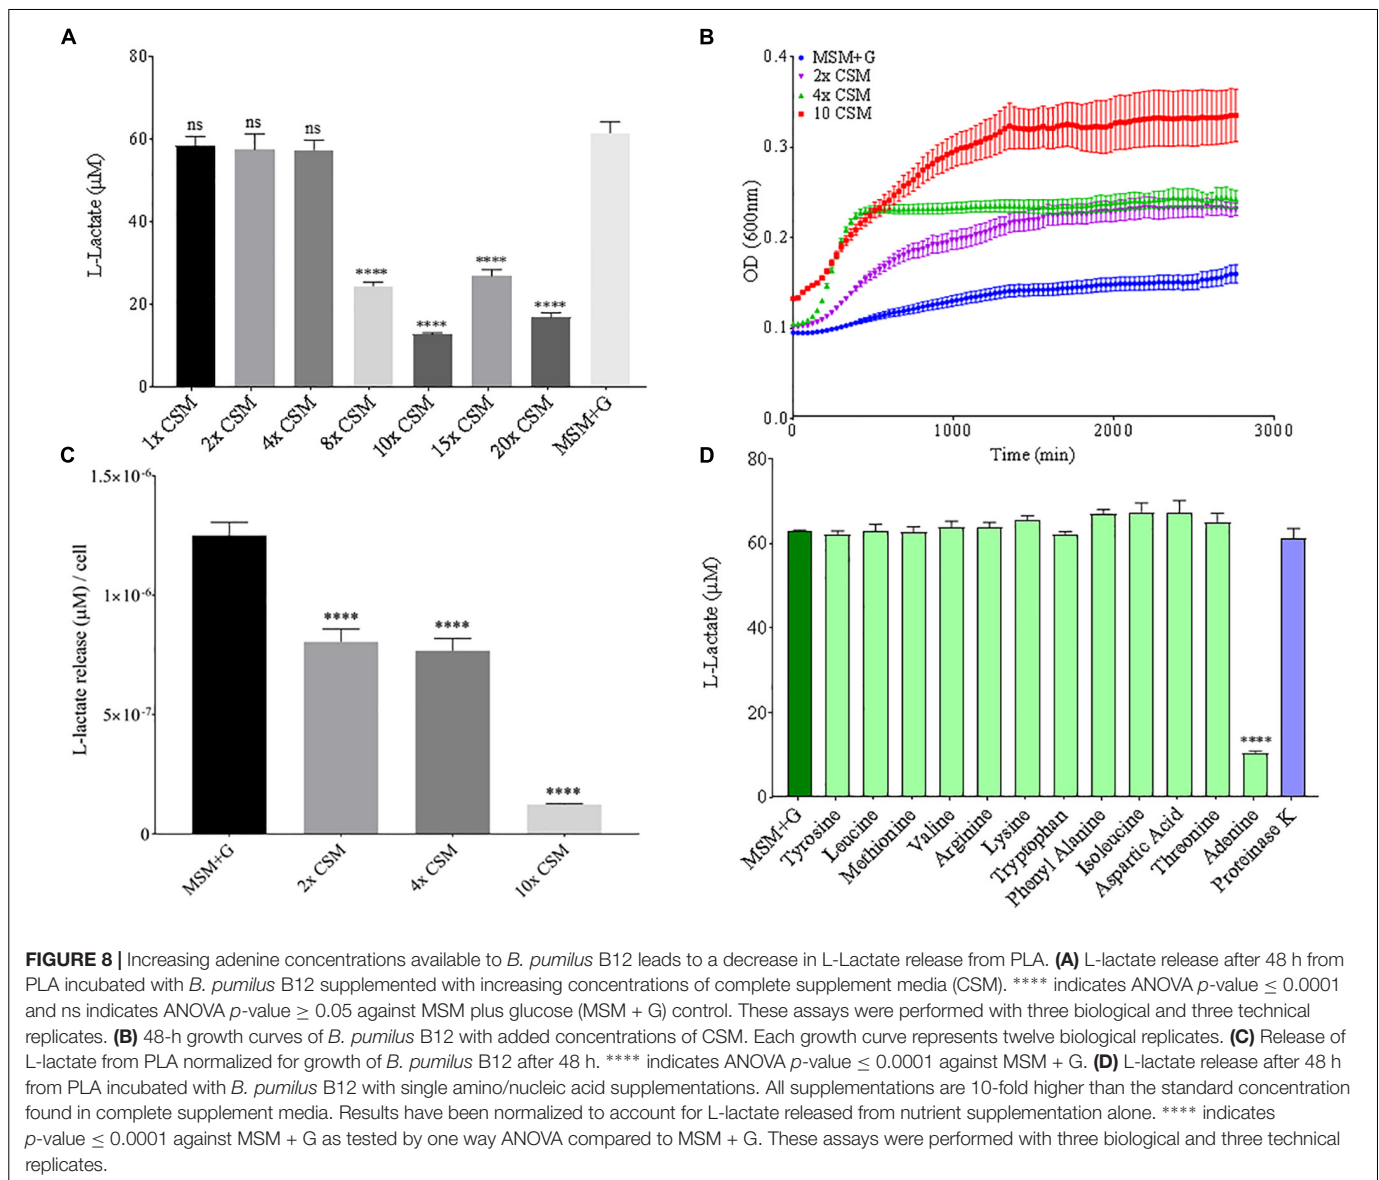 A
80
60
40
20
0
L-Lactate (μM)
ns
ns
ns
****
****
****
****
1x CSM
2x CSM
4x CSM
8x CSM
10x CSM
15x CSM
20x CSM
MSM+G
B
0.4
0.3
0.2
0.1
0.0
OD (600nm)
MSM+G
2x CSM
4x CSM
10 CSM
0
1000
2000
3000
Time (min)
C
1.5×10⁻⁶
1×10⁻⁶
5×10⁻⁷
0
L-lactate release (μM) / cell
****
****
****
MSM+G
2x CSM
4x CSM
10x CSM
D
80
60
40
20
0
L-Lactate (μM)
****
MSM+G
Tyrosine
Leucine
Methionine
Valine
Arginine
Lysine
Tryptophan
Phenyl Alanine
Isoleucine
Aspartic Acid
Threonine
Adenine
Proteinase K
FIGURE 8 | Increasing adenine concentrations available to B. pumilus B12 leads to a decrease in L-Lactate release from PLA. (A) L-lactate release after 48 h from
PLA incubated with B. pumilus B12 supplemented with increasing concentrations of complete supplement media (CSM). **** indicates ANOVA p-value ≤ 0.0001
and ns indicates ANOVA p-value ≥ 0.05 against MSM plus glucose (MSM + G) control. These assays were performed with three biological and three technical
replicates. (B) 48-h growth curves of B. pumilus B12 with added concentrations of CSM. Each growth curve represents twelve biological replicates. (C) Release of
L-lactate from PLA normalized for growth of B. pumilus B12 after 48 h. **** indicates ANOVA p-value ≤ 0.0001 against MSM + G. (D) L-lactate release after 48 h
from PLA incubated with B. pumilus B12 with single amino/nucleic acid supplementations. All supplementations are 10-fold higher than the standard concentration
found in complete supplement media. Results have been normalized to account for L-lactate released from nutrient supplementation alone. **** indicates
p-value ≤ 0.0001 against MSM + G as tested by one way ANOVA compared to MSM + G. These assays were performed with three biological and three technical
replicates.